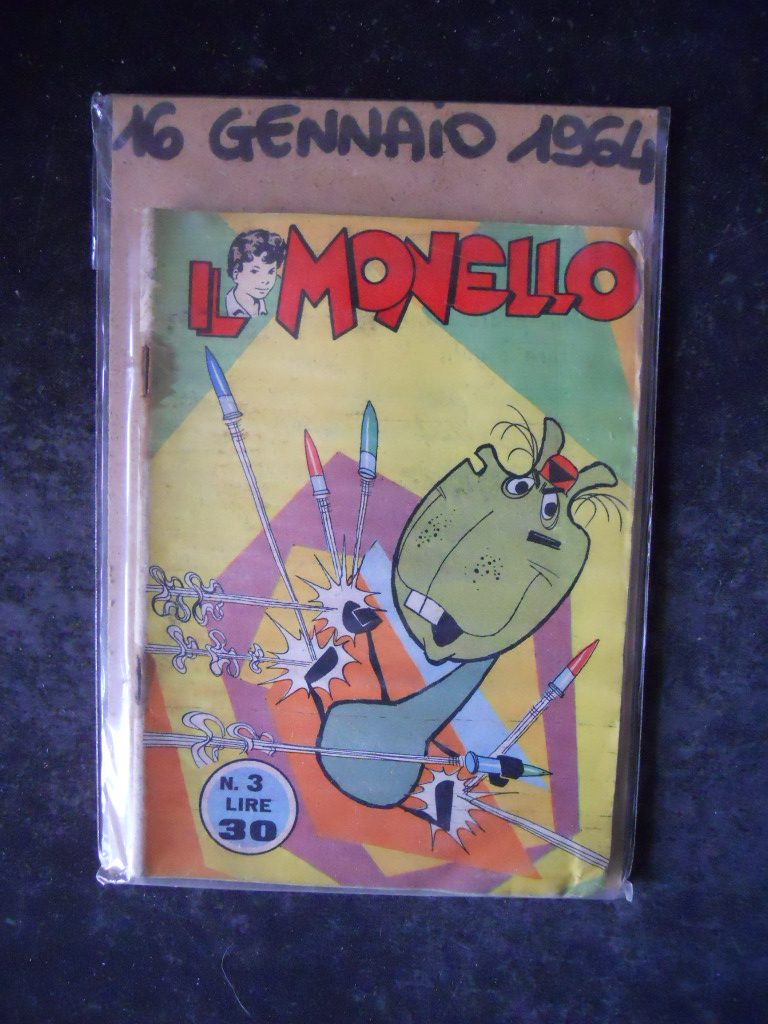 16 GENNAIO 1964
IL MONELLO
N. 3
LIRE
30